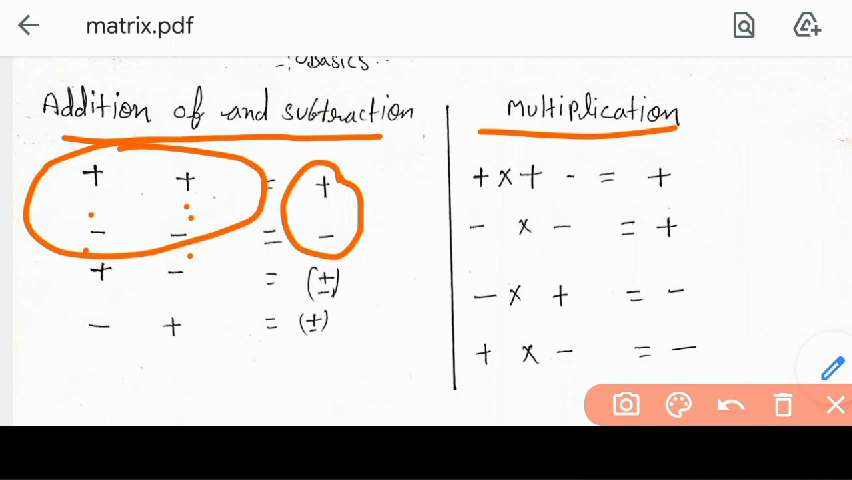 matrix.pdf
-:Basics-
Addition of and subtraction
+ + = +
- - = -
+ - = (±)
- + = (±)
Multiplication
+ x + - = +
- x - = +
- x + = -
+ x - = -